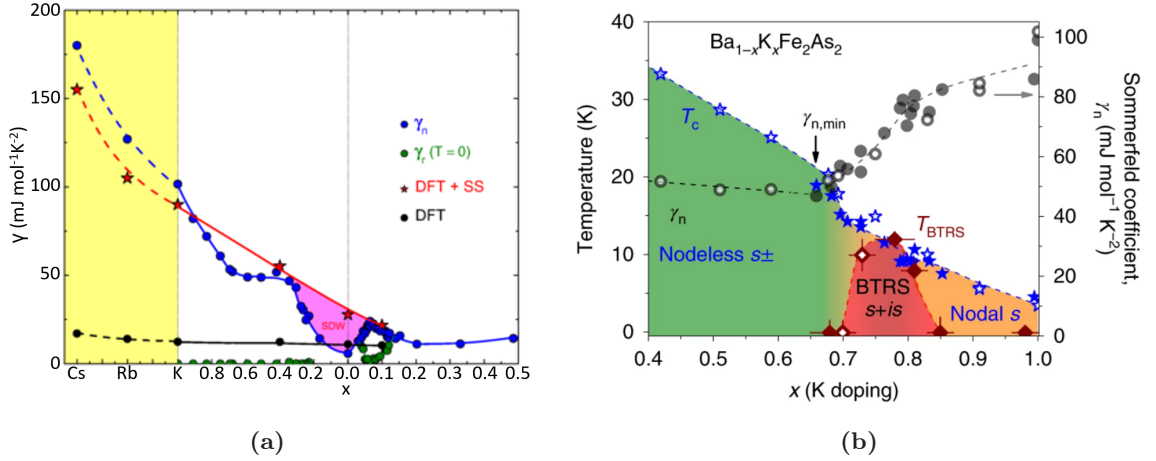 200
150
100
50
0
γ (mJ mol⁻¹K⁻²)
γₙ
γᵣ (T=0)
DFT + SS
DFT
SDW
Cs Rb K 0.8 0.6 0.4 0.2 0.0 0.1 0.2 0.3 0.4 0.5
x
(a)
Ba₁₋ₓKₓFe₂As₂
40
30
20
10
0
Temperature (K)
T_c
γₙ,min
γₙ
Nodeless s±
T_BTRS
BTRS
s+is
Nodal s
100
80
60
40
20
0
Sommerfeld coefficient,
γₙ (mJ mol⁻¹ K⁻²)
0.4 0.5 0.6 0.7 0.8 0.9 1.0
x (K doping)
(b)